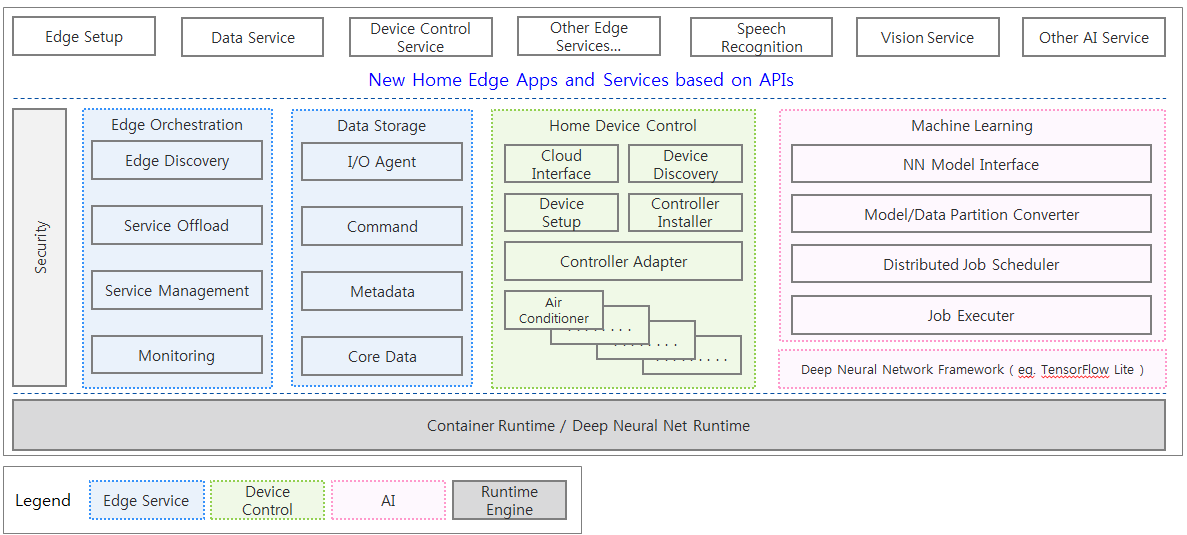 Edge Setup
Data Service
Device Control
Service
Other Edge
Services...
Speech
Recognition
Vision Service
Other AI Service
New Home Edge Apps and Services based on APIs
Security
Edge Orchestration
Edge Discovery
Service Offload
Service Management
Monitoring
Data Storage
I/O Agent
Command
Metadata
Core Data
Home Device Control
Cloud
Interface
Device
Discovery
Device
Setup
Controller
Installer
Controller Adapter
Air
Conditioner
. . . . . . . .
. . . . . . . .
. . . . . . . . .
Machine Learning
NN Model Interface
Model/Data Partition Converter
Distributed Job Scheduler
Job Executer
Deep Neural Network Framework ( eg. TensorFlow Lite )
Container Runtime / Deep Neural Net Runtime
Legend
Edge Service
Device
Control
AI
Runtime
Engine